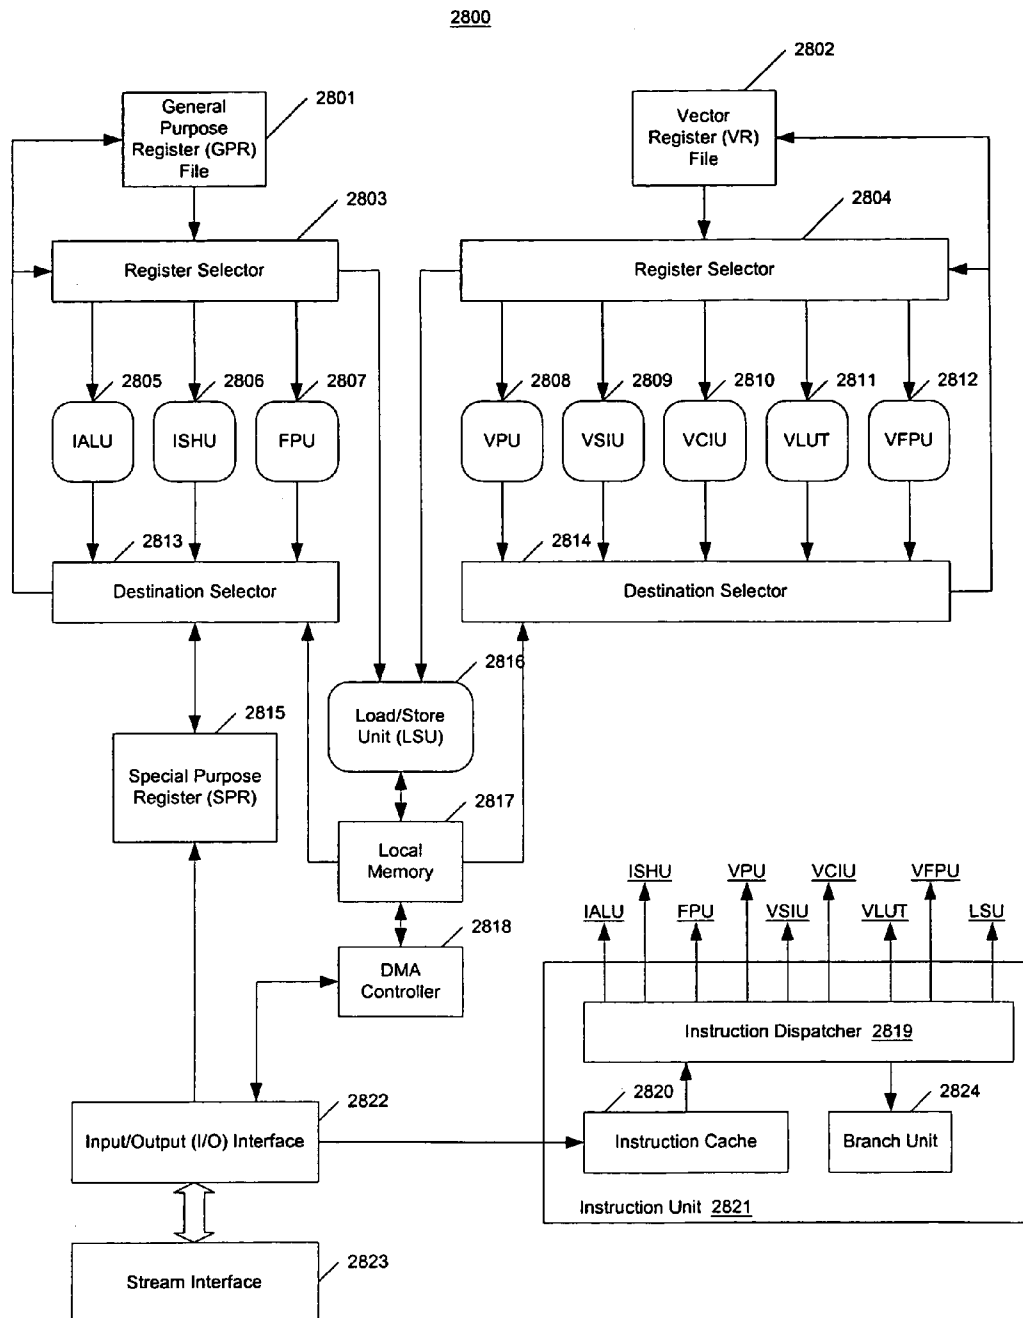 2800
2801
2802
General
Purpose
Register (GPR)
File
Vector
Register (VR)
File
2803
2804
Register Selector
Register Selector
2805
2806
2807
2808
2809
2810
2811
2812
IALU
ISHU
FPU
VPU
VSIU
VCIU
VLUT
VFPU
2813
2814
Destination Selector
Destination Selector
2815
2816
Special Purpose
Register (SPR)
Load/Store
Unit (LSU)
2817
Local
Memory
2818
DMA
Controller
ISHU
VPU
VCIU
VFPU
IALU
FPU
VSIU
VLUT
LSU
Instruction Dispatcher 2819
2820
2824
Instruction Cache
Branch Unit
Instruction Unit 2821
2822
Input/Output (I/O) Interface
2823
Stream Interface